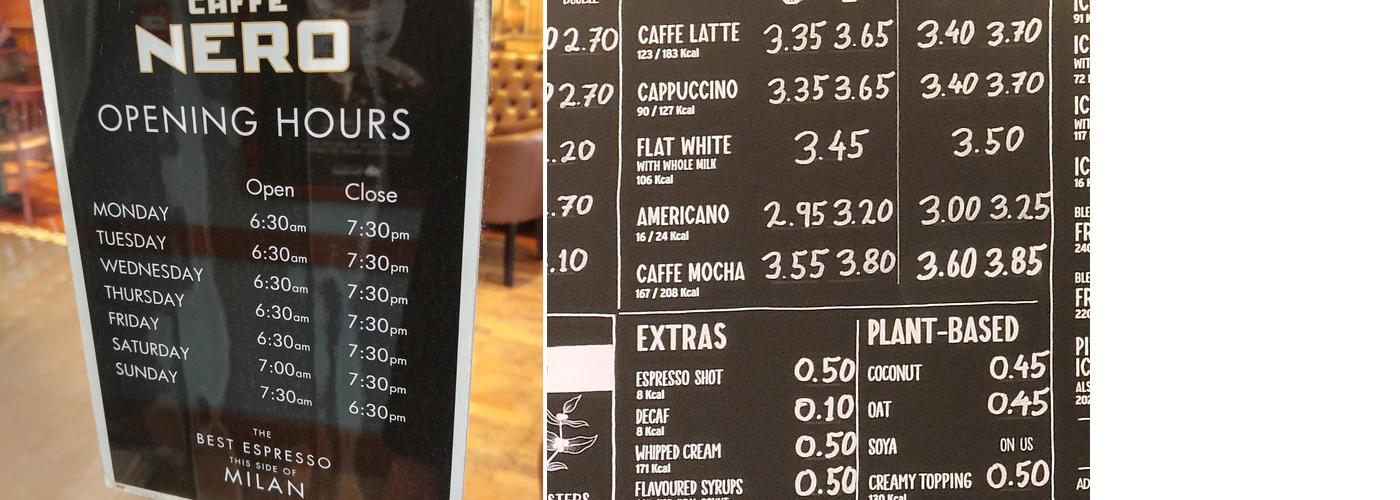 CAFFÈ
NERO
OPENING HOURS
Open Close
MONDAY 6:30am 7:30pm
TUESDAY 6:30am 7:30pm
WEDNESDAY 6:30am 7:30pm
THURSDAY 6:30am 7:30pm
FRIDAY 6:30am 7:30pm
SATURDAY 7:00am 7:30pm
SUNDAY 7:30am 6:30pm
THE
BEST ESPRESSO
THIS SIDE OF
MILAN
DOUBLE
2.70
2.70
.20
.70
.10
CAFFE LATTE 3.35 3.65 3.40 3.70
123 / 183 Kcal
CAPPUCCINO 3.35 3.65 3.40 3.70
90 / 127 Kcal
FLAT WHITE 3.45 3.50
WITH WHOLE MILK
106 Kcal
AMERICANO 2.95 3.20 3.00 3.25
16 / 24 Kcal
CAFFE MOCHA 3.55 3.80 3.60 3.85
167 / 208 Kcal
EXTRAS
ESPRESSO SHOT 0.50
8 Kcal
DECAF 0.10
8 Kcal
WHIPPED CREAM 0.50
171 Kcal
FLAVOURED SYRUPS 0.50
PLANT-BASED
COCONUT 0.45
OAT 0.45
SOYA ON US
CREAMY TOPPING 0.50
130 Kcal